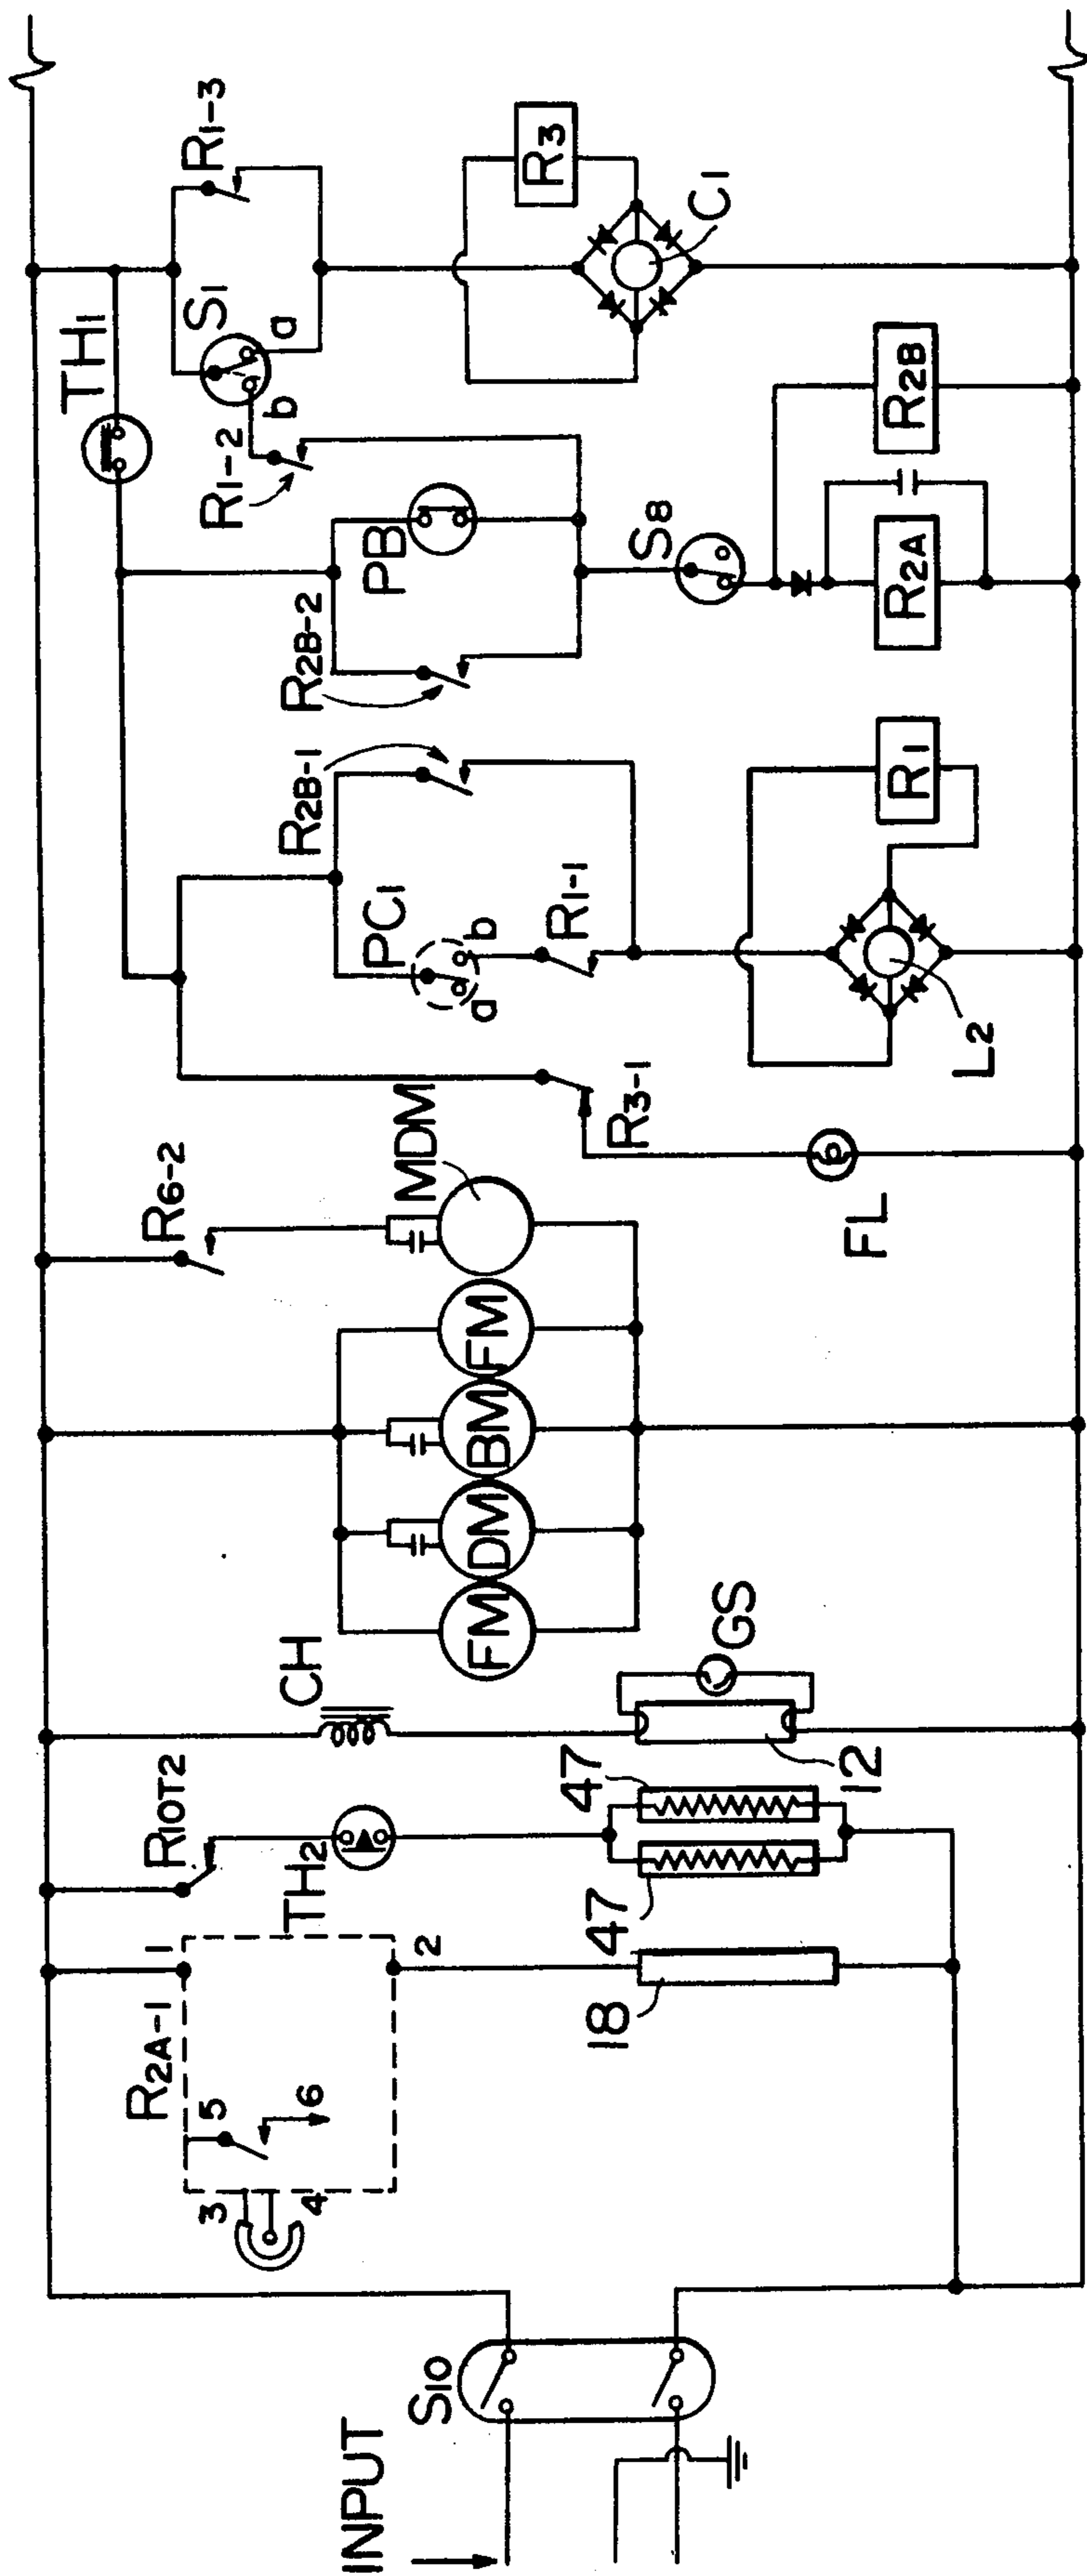 INPUT
S10
3
4
5
6
R2A-1
1
2
18
R10T2
TH2
47
47
CH
12
GS
FM
DM
BM
FM
MDM
R6-2
FL
R3-1
PC1
a
b
R1-1
L2
R1
R2B-1
R2B-2
PB
S8
R2A
R2B
R1-2
TH1
S1
a
b
R1-3
R3
C1